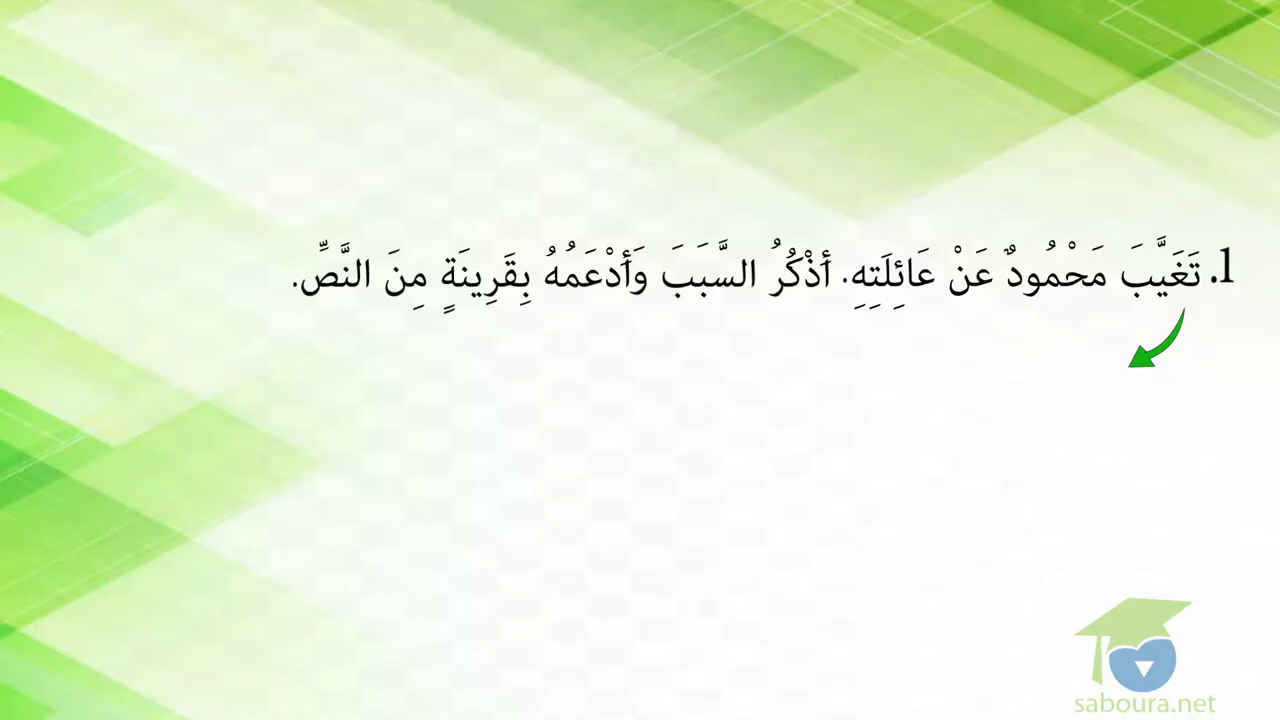 1. تَغَيَّبَ مَحْمُودٌ عَنْ عَائِلَتِهِ. أَذْكُرُ السَّبَبَ وَأَدْعَمُهُ بِقَرِينَةٍ مِنَ النَّصِّ.
saboura.net